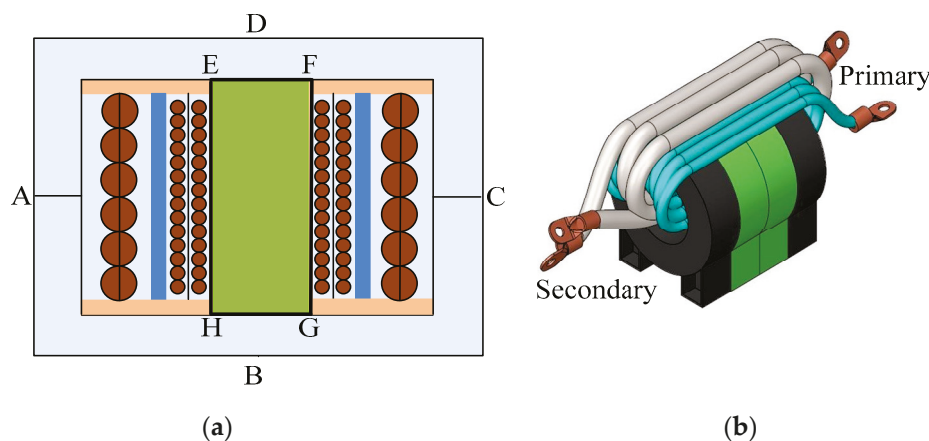 D
E F
Primary
A C
Secondary
H G
B
(a) (b)